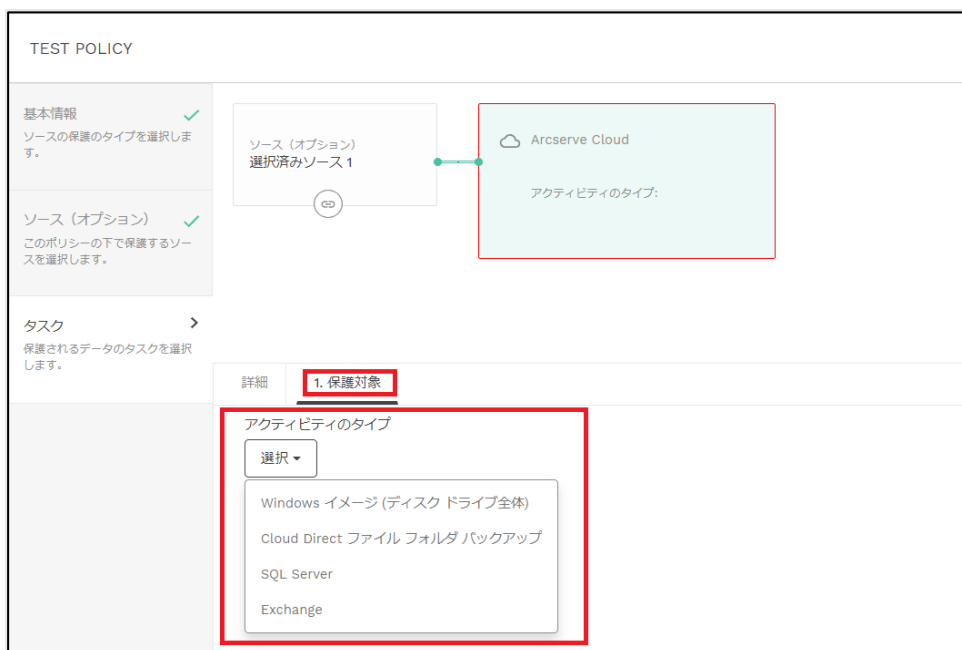 TEST POLICY
基本情報
ソースの保護のタイプを選択しま
す。
ソース（オプション）
このポリシーの下で保護するソー
スを選択します。
タスク
保護されるデータのタスクを選択
します。
ソース（オプション）
選択済みソース 1
Arcserve Cloud
アクティビティのタイプ:
詳細
1. 保護対象
アクティビティのタイプ
選択
Windows イメージ (ディスク ドライブ全体)
Cloud Direct ファイル フォルダ バックアップ
SQL Server
Exchange